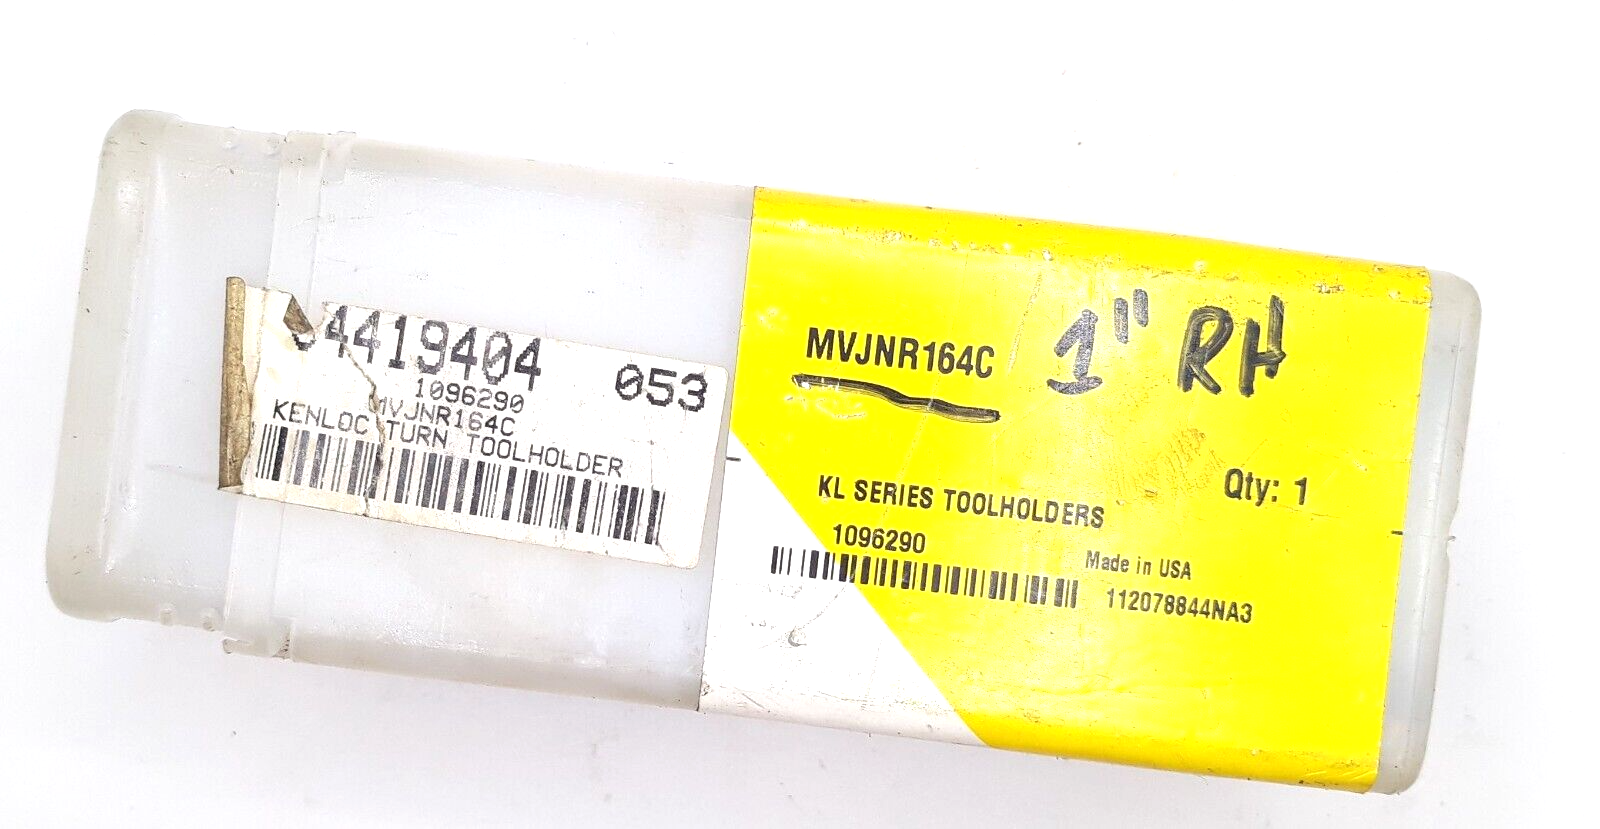 4419404 053
1096290
MVJNR164C
KENLOC TURN TOOLHOLDER
MVJNR164C 1" RH
Qty: 1
KL SERIES TOOLHOLDERS
1096290
Made in USA
112078844NA3